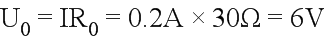 U₀ = IR₀ = 0.2A × 30Ω = 6V